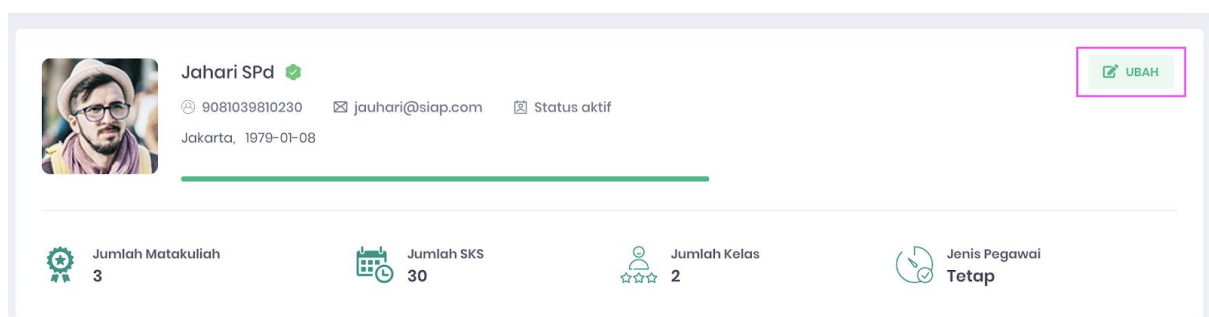 Jahari SPd
UBAH
9081039810230 jauhari@siap.com Status aktif
Jakarta, 1979-01-08
Jumlah Matakuliah
3
Jumlah SKS
30
Jumlah Kelas
2
Jenis Pegawai
Tetap